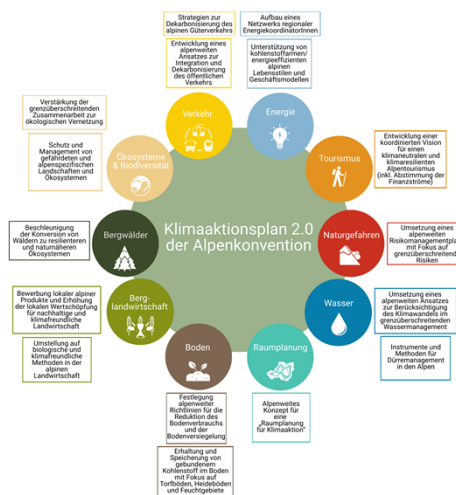 Strategien zur
Dekarbonisierung des
alpinen Güterverkehrs
Entwicklung eines
alpenweiten
Ansatzes zur
Integration und
Dekarbonisierung
des öffentlichen
Verkehrs
Aufbau eines
Netzwerks regionaler
EnergiekoordinatorInnen
Unterstützung von
kohlenstoffarmen/
energieeffizienten
alpinen
Lebensstilen und
Geschäftsmodellen
Verkehr
Energie
Verstärkung der
grenzüberschreitenden
Zusammenarbeit zur
ökologischen Vernetzung
Schutz und
Management von
gefährdeten und
alpenspezifischen
Landschaften und
Ökosystemen
Ökosysteme
& Biodiversität
Tourismus
Entwicklung einer
koordinierten Vision
für einen
klimaneutralen und
klimaresilienten
Alpentourismus
(inkl. Abstimmung der
Finanzströme)
Beschleunigung
der Konversion von
Wäldern zu resilienteren
und naturnäheren
Ökosystemen
Bergwälder
Klimaaktionsplan 2.0
der Alpenkonvention
Naturgefahren
Umsetzung eines
alpenweiten
Risikomanagementplans
mit Fokus auf
grenzüberschreitende
Risiken
Bewerbung lokaler alpiner
Produkte und Erhöhung
der lokalen Wertschöpfung
für nachhaltige und
klimafreundliche
Landwirtschaft
Umstellung auf
biologische und
klimafreundliche
Methoden in der
alpinen
Landwirtschaft
Berg-
landwirtschaft
Wasser
Umsetzung eines
alpenweiten Ansatzes
zur Berücksichtigung
des Klimawandels im
grenzüberschreitenden
Wassermanagement
Instrumente und
Methoden für
Dürremanagement
in den Alpen
Boden
Raumplanung
Festlegung
alpenweiter
Richtlinien für die
Reduktion des
Bodenverbrauchs
und der
Bodenversiegelung
Erhaltung und
Speicherung von
gebundenem
Kohlenstoff im Boden
mit Fokus auf
Torfböden, Heideböden
und Feuchtgebiete
Alpenweites
Konzept für
eine
"Raumplanung
für Klimaaktion"